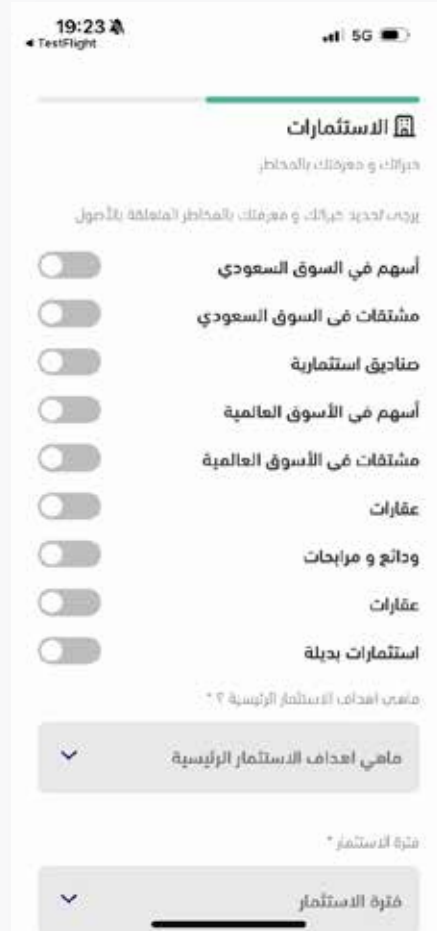 19:23
5G
◀ TestFlight
الاستثمارات
خبراتك و معرفتك بالمخاطر
يرجى تحديد خبراتك و معرفتك بالمخاطر المتعلقة بالأصول
أسهم في السوق السعودي
مشتقات في السوق السعودي
صناديق استثمارية
أسهم في الأسوق العالمية
مشتقات في الأسوق العالمية
عقارات
ودائع و مرابحات
عقارات
استثمارات بديلة
ماهي اهداف الاستثمار الرئيسية ؟ *
ماهي اهداف الاستثمار الرئيسية
فترة الاستثمار *
فترة الاستثمار